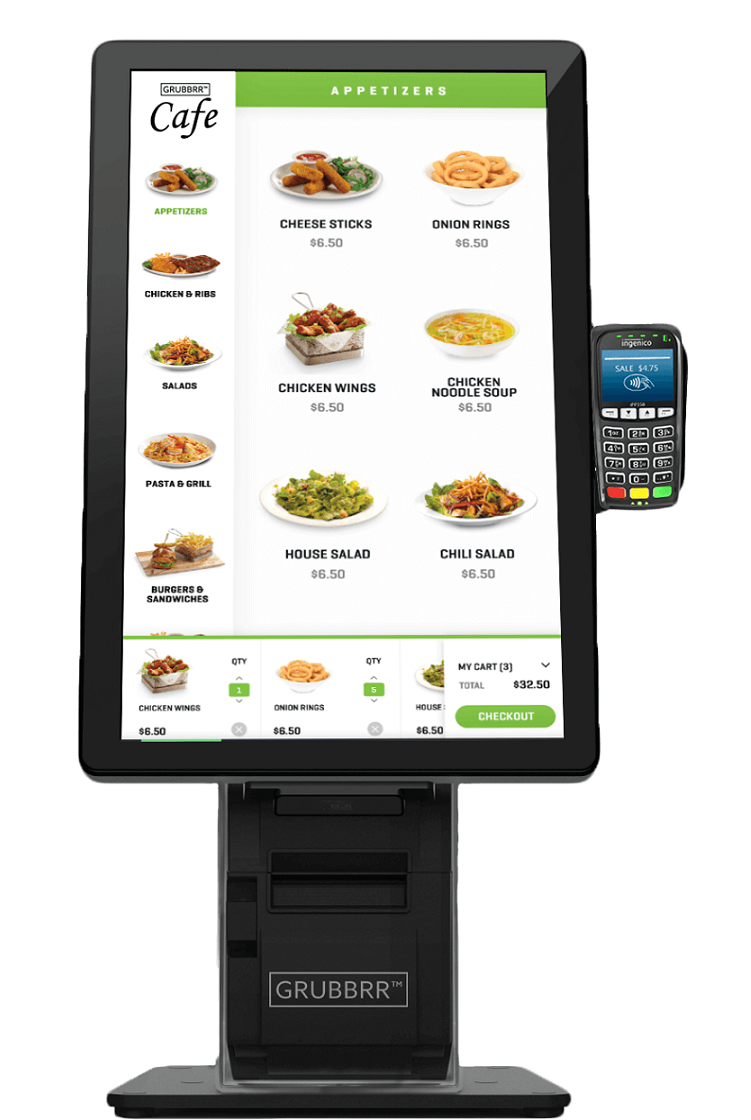 GRUBBRR™
Cafe
APPETIZERS
CHICKEN & RIBS
SALADS
PASTA & GRILL
BURGERS &
SANDWICHES
APPETIZERS
CHEESE STICKS
$6.50
ONION RINGS
$6.50
CHICKEN WINGS
$6.50
CHICKEN
NOODLE SOUP
$6.50
HOUSE SALAD
$6.50
CHILI SALAD
$6.50
CHICKEN WINGS
$6.50
QTY
1
ONION RINGS
$6.50
QTY
5
HOUSE
$6.50
MY CART (3)
TOTAL $32.50
CHECKOUT
ingenico
SALE $4.75
GRUBBRR™